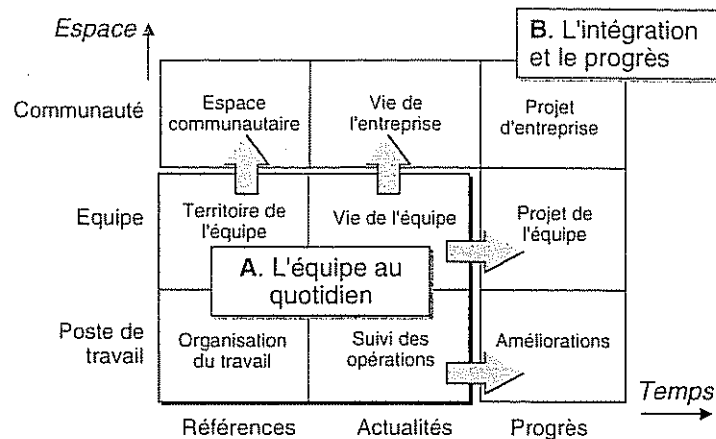 Espace
B. L'intégration
et le progrès
Communauté
Espace
communautaire
Vie de
l'entreprise
Projet
d'entreprise
Equipe
Territoire de
l'équipe
Vie de l'équipe
Projet de
l'équipe
A. L'équipe au
quotidien
Poste de
travail
Organisation
du travail
Suivi des
opérations
Améliorations
Temps
Références
Actualités
Progrès